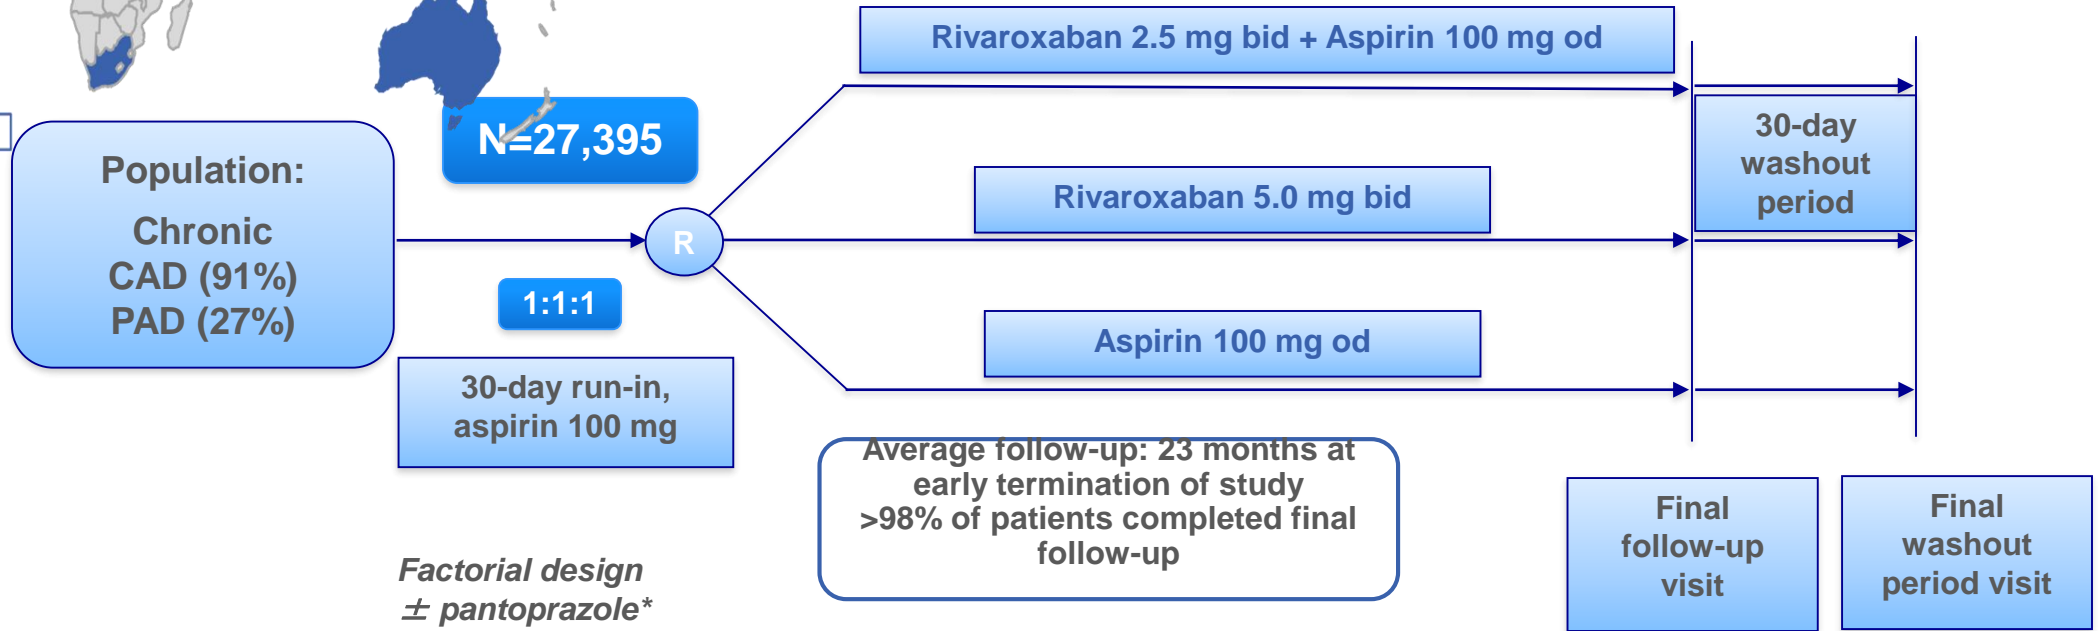 Rivaroxaban 2.5 mg bid + Aspirin 100 mg od
N=27,395
Population:
Chronic
CAD (91%)
PAD (27%)
R
1:1:1
30-day run-in,
aspirin 100 mg
Rivaroxaban 5.0 mg bid
Aspirin 100 mg od
30-day
washout
period
Average follow-up: 23 months at
early termination of study
>98% of patients completed final
follow-up
Final
follow-up
visit
Final
washout
period visit
Factorial design
± pantoprazole*